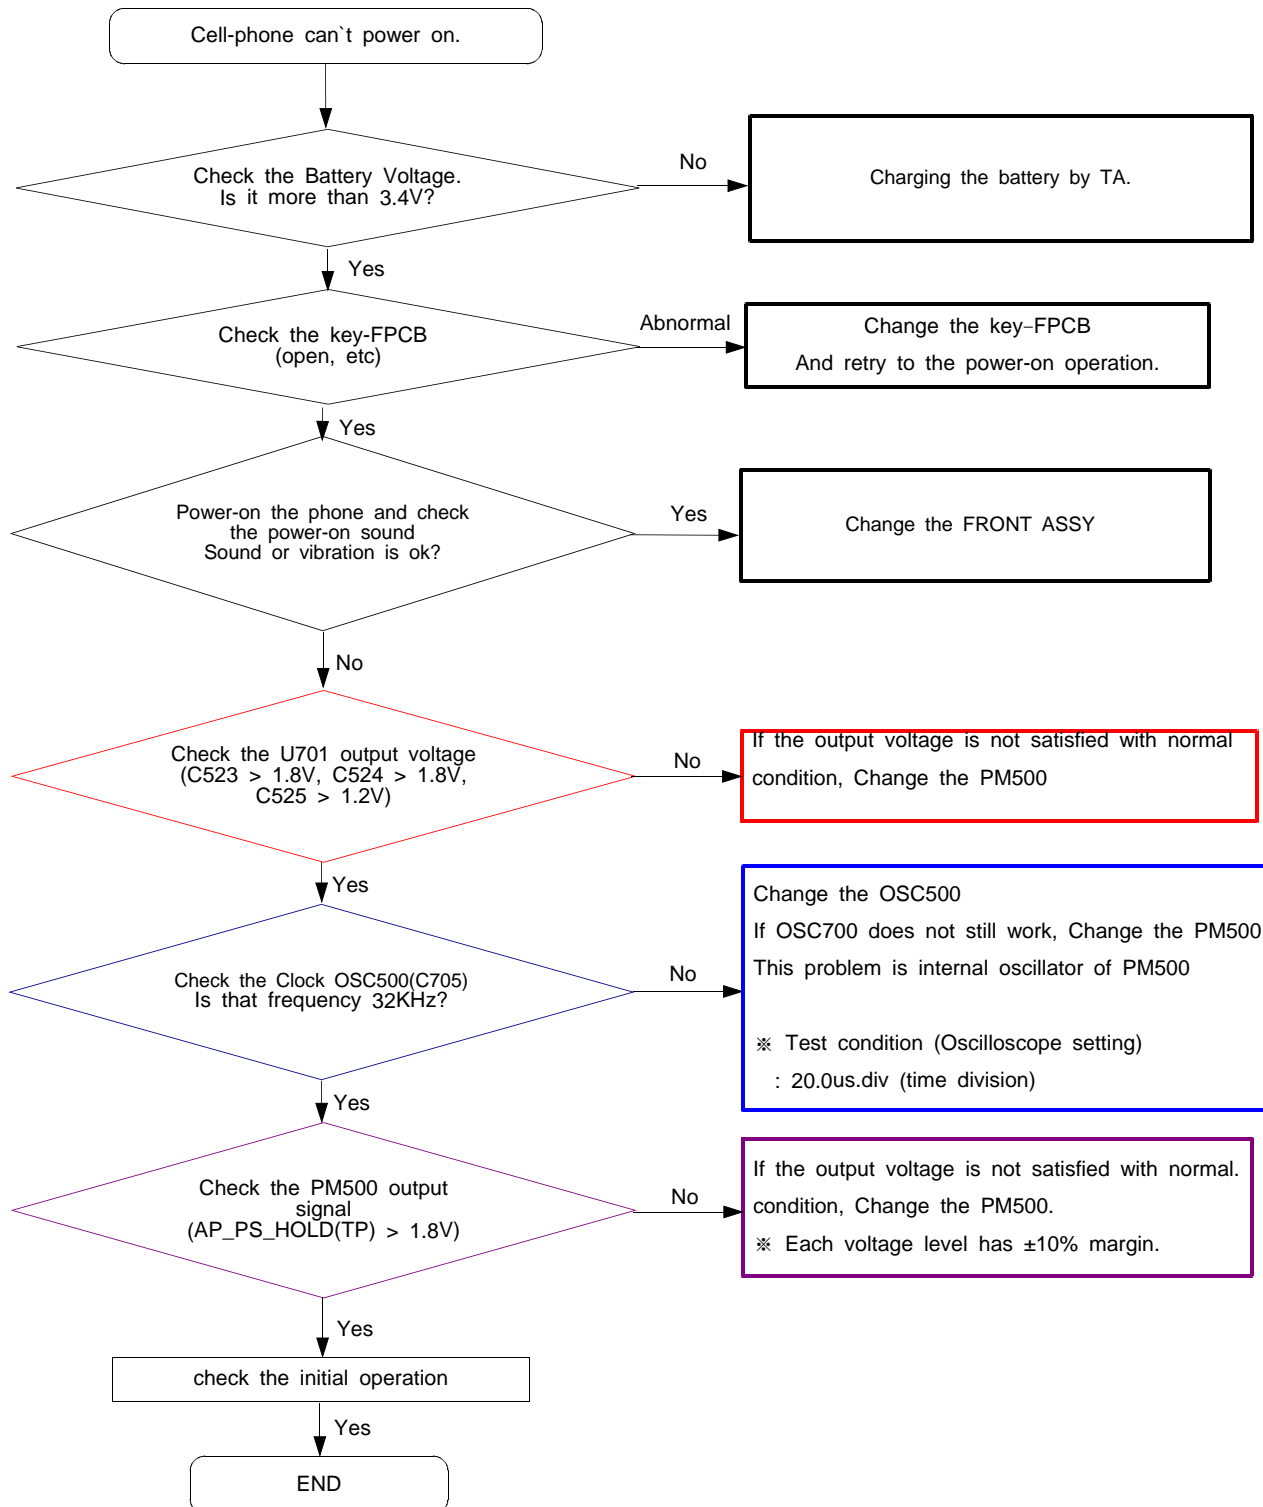 Cell-phone can`t power on.
Check the Battery Voltage.
Is it more than 3.4V?
No
Charging the battery by TA.
Yes
Check the key-FPCB
(open, etc)
Abnormal
Change the key-FPCB
And retry to the power-on operation.
Yes
Power-on the phone and check
the power-on sound
Sound or vibration is ok?
Yes
Change the FRONT ASSY
No
Check the U701 output voltage
(C523 > 1.8V, C524 > 1.8V,
C525 > 1.2V)
No
If the output voltage is not satisfied with normal
condition, Change the PM500
Yes
Check the Clock OSC500(C705)
Is that frequency 32KHz?
No
Change the OSC500
If OSC700 does not still work, Change the PM500
This problem is internal oscillator of PM500
※ Test condition (Oscilloscope setting)
: 20.0us.div (time division)
Yes
Check the PM500 output
signal
(AP_PS_HOLD(TP) > 1.8V)
No
If the output voltage is not satisfied with normal.
condition, Change the PM500.
※ Each voltage level has ±10% margin.
Yes
check the initial operation
Yes
END